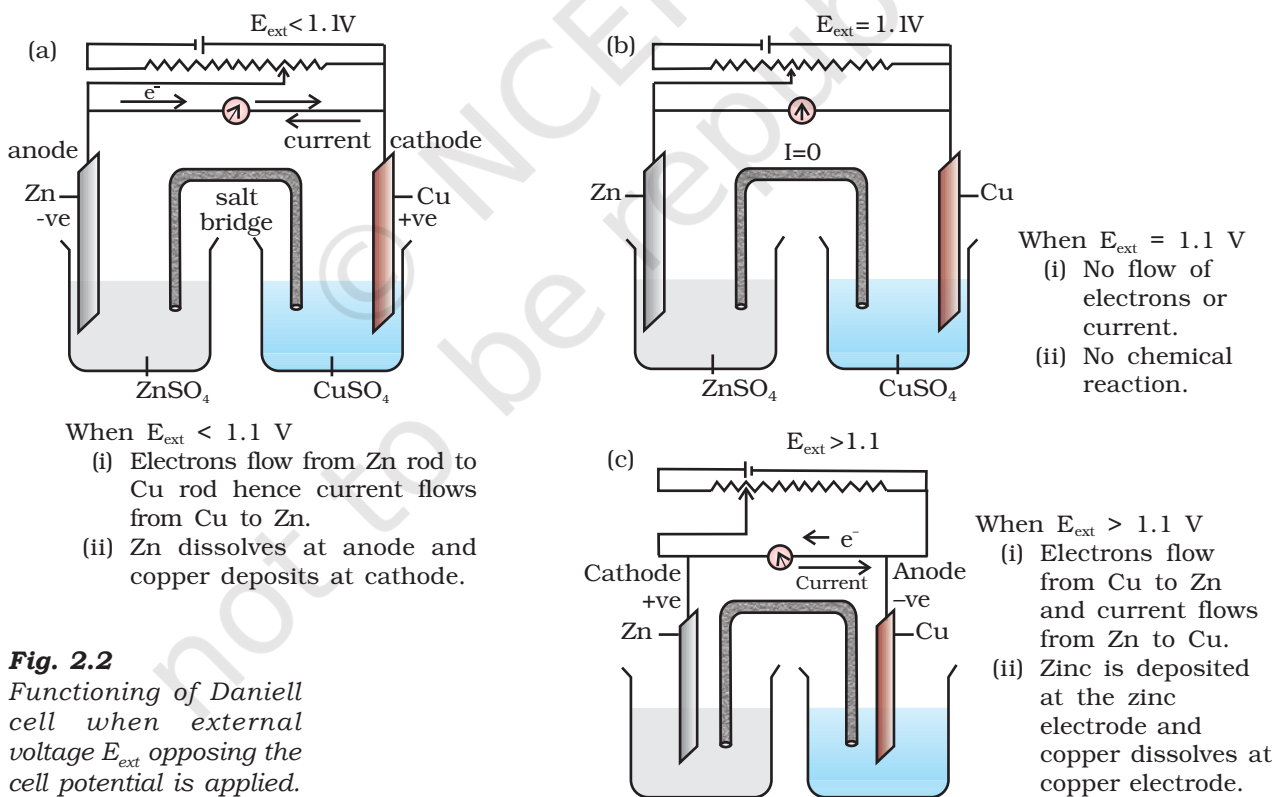 (a)
E_ext < 1.1V
e⁻
current
cathode
anode
Zn
-ve
salt
bridge
Cu
+ve
ZnSO₄
CuSO₄
When E_ext < 1.1 V
(i) Electrons flow from Zn rod to
Cu rod hence current flows
from Cu to Zn.
(ii) Zn dissolves at anode and
copper deposits at cathode.
(b)
E_ext = 1.1V
I=0
Zn
Cu
ZnSO₄
CuSO₄
When E_ext = 1.1 V
(i) No flow of
electrons or
current.
(ii) No chemical
reaction.
(c)
E_ext >1.1
e⁻
Current
Cathode
+ve
Anode
–ve
Zn
Cu
When E_ext > 1.1 V
(i) Electrons flow
from Cu to Zn
and current flows
from Zn to Cu.
(ii) Zinc is deposited
at the zinc
electrode and
copper dissolves at
copper electrode.
Fig. 2.2
Functioning of Daniell
cell when external
voltage E_ext opposing the
cell potential is applied.
not to be repub
© NCE